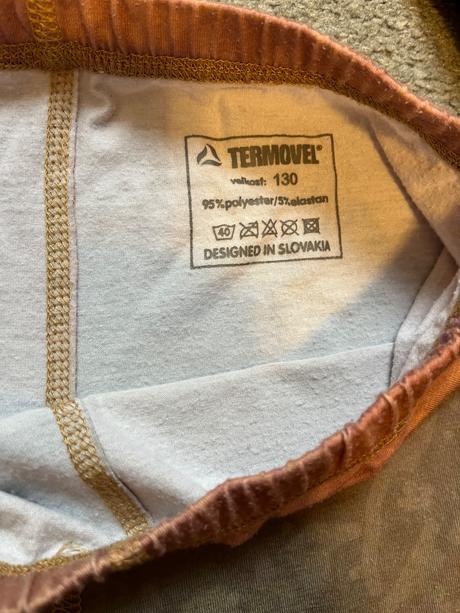 TERMOVEL®
veľkosť: 130
95%polyester/5%elastan
40
DESIGNED IN SLOVAKIA